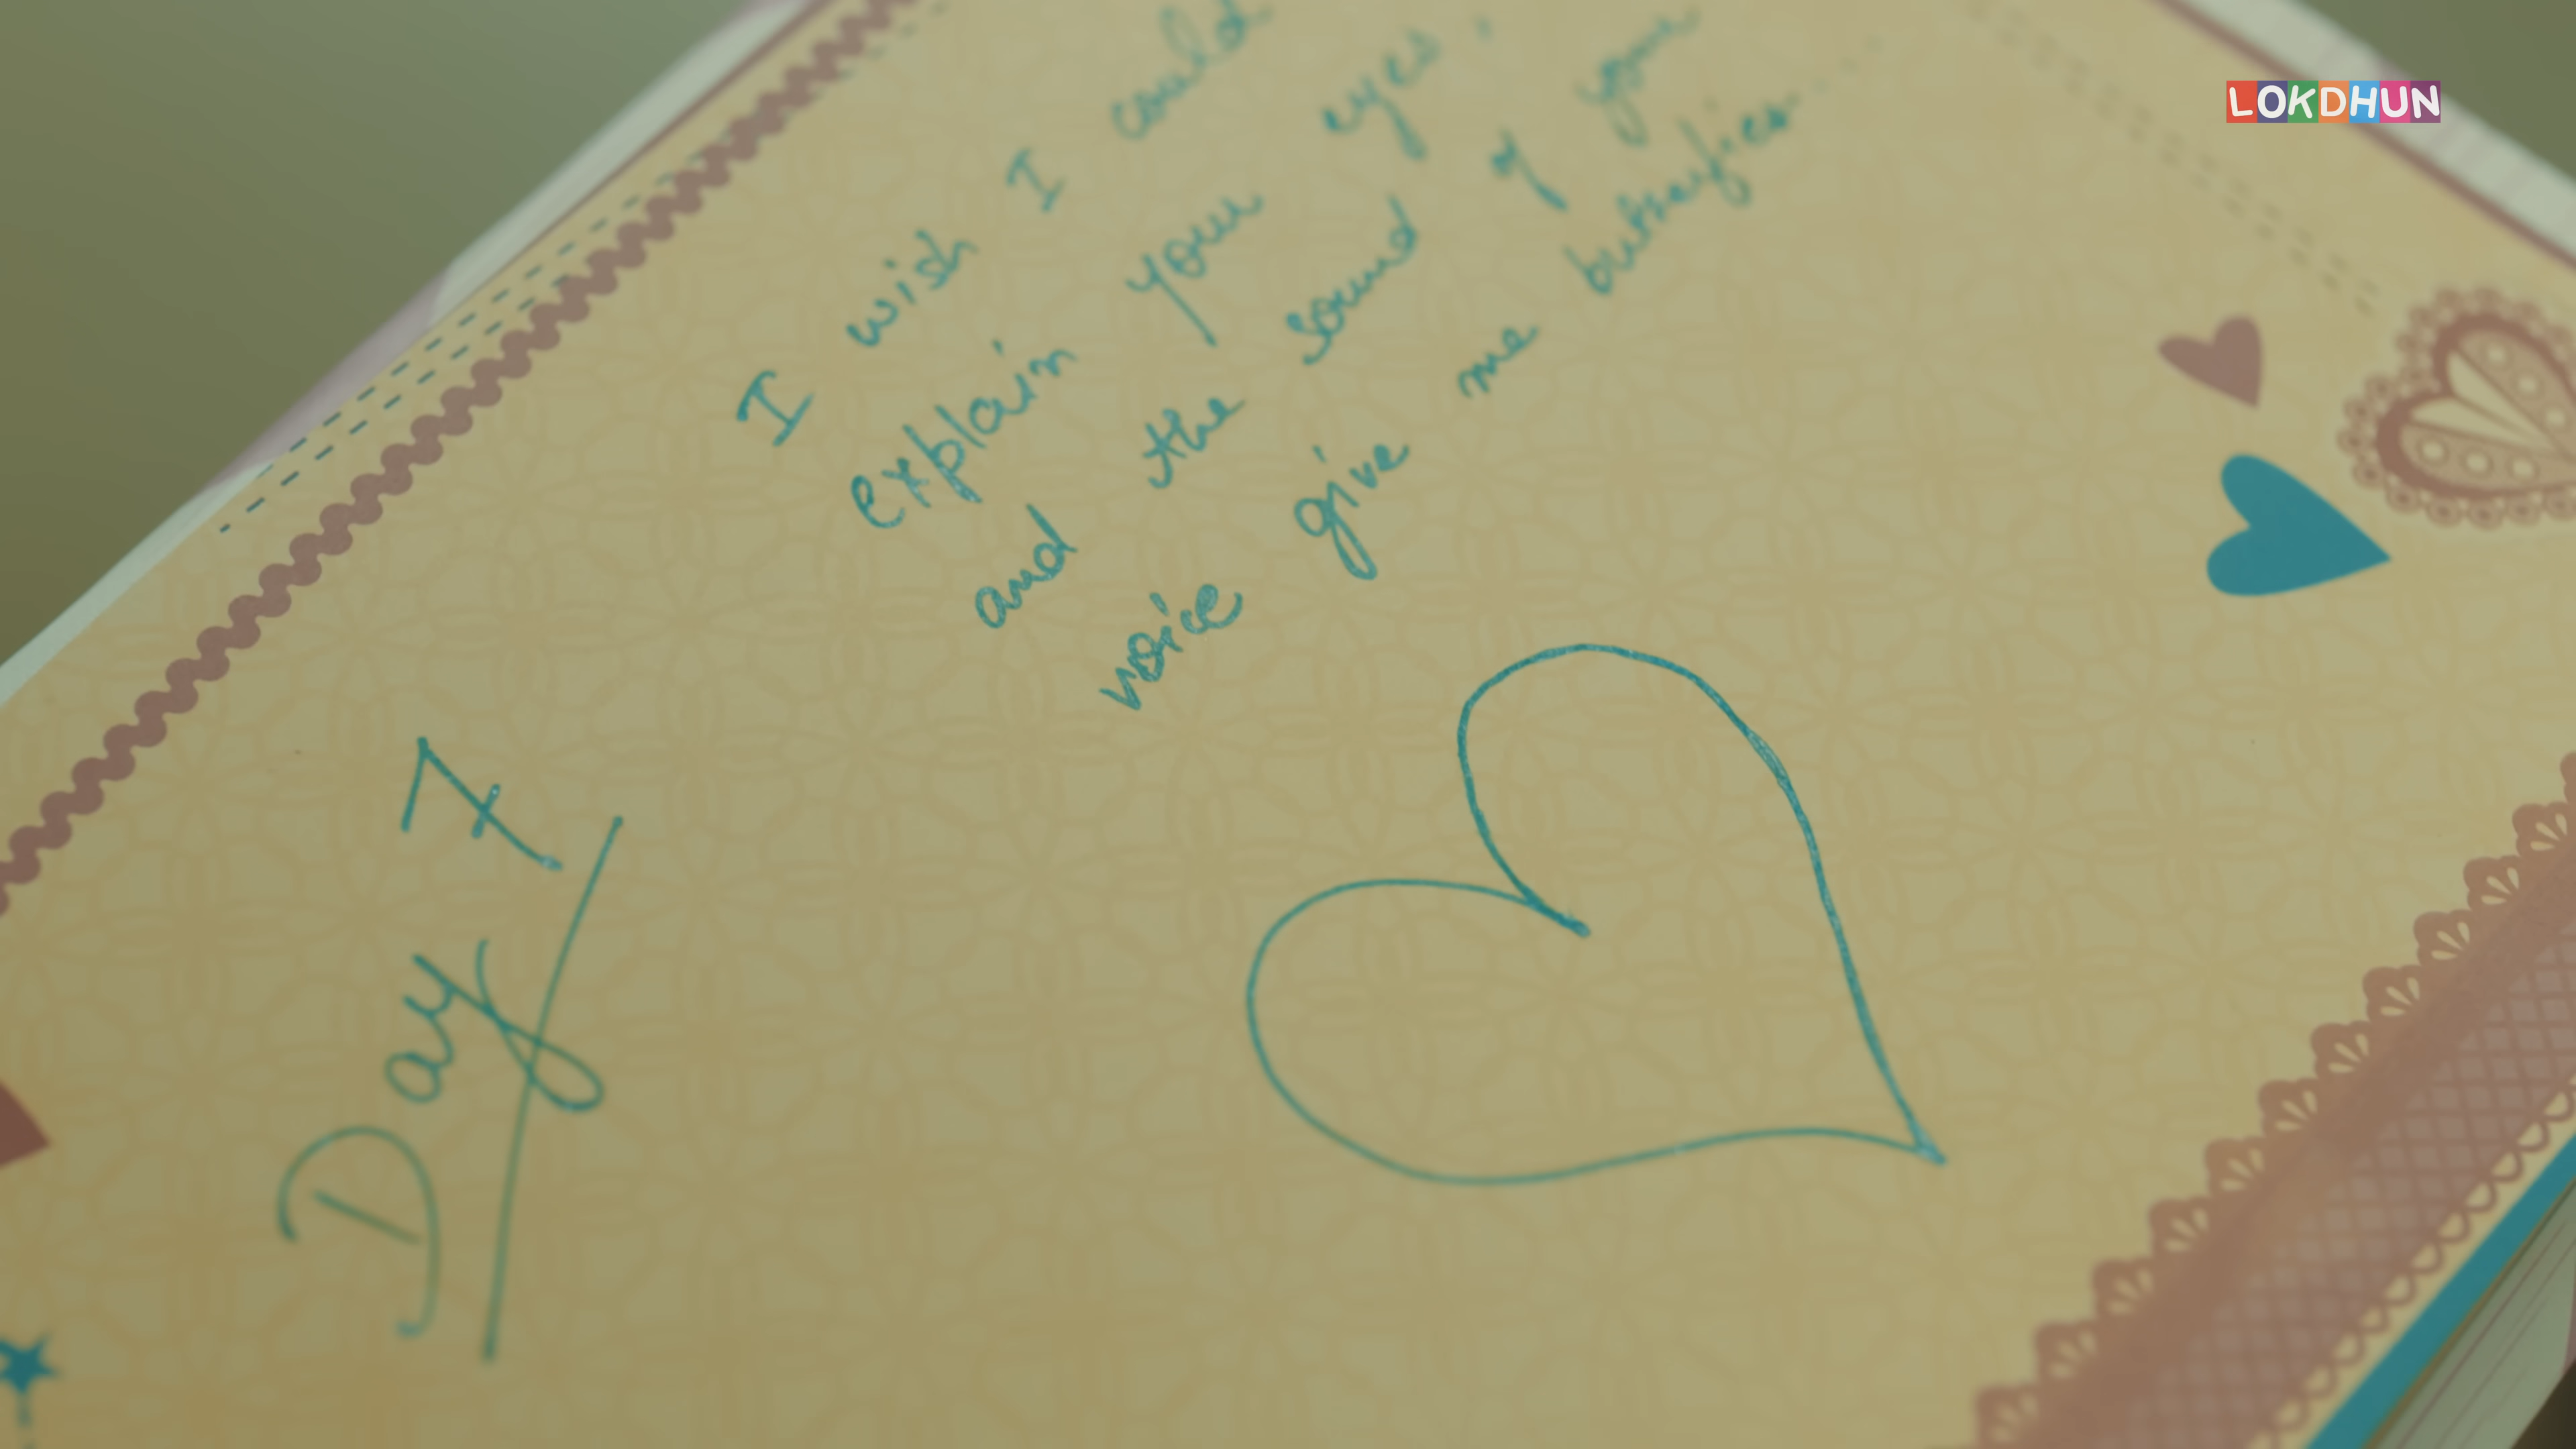 LOKDHUN
I wish I could
explain your eyes,
and the sound of your
voice give me butterflies....
Day 7